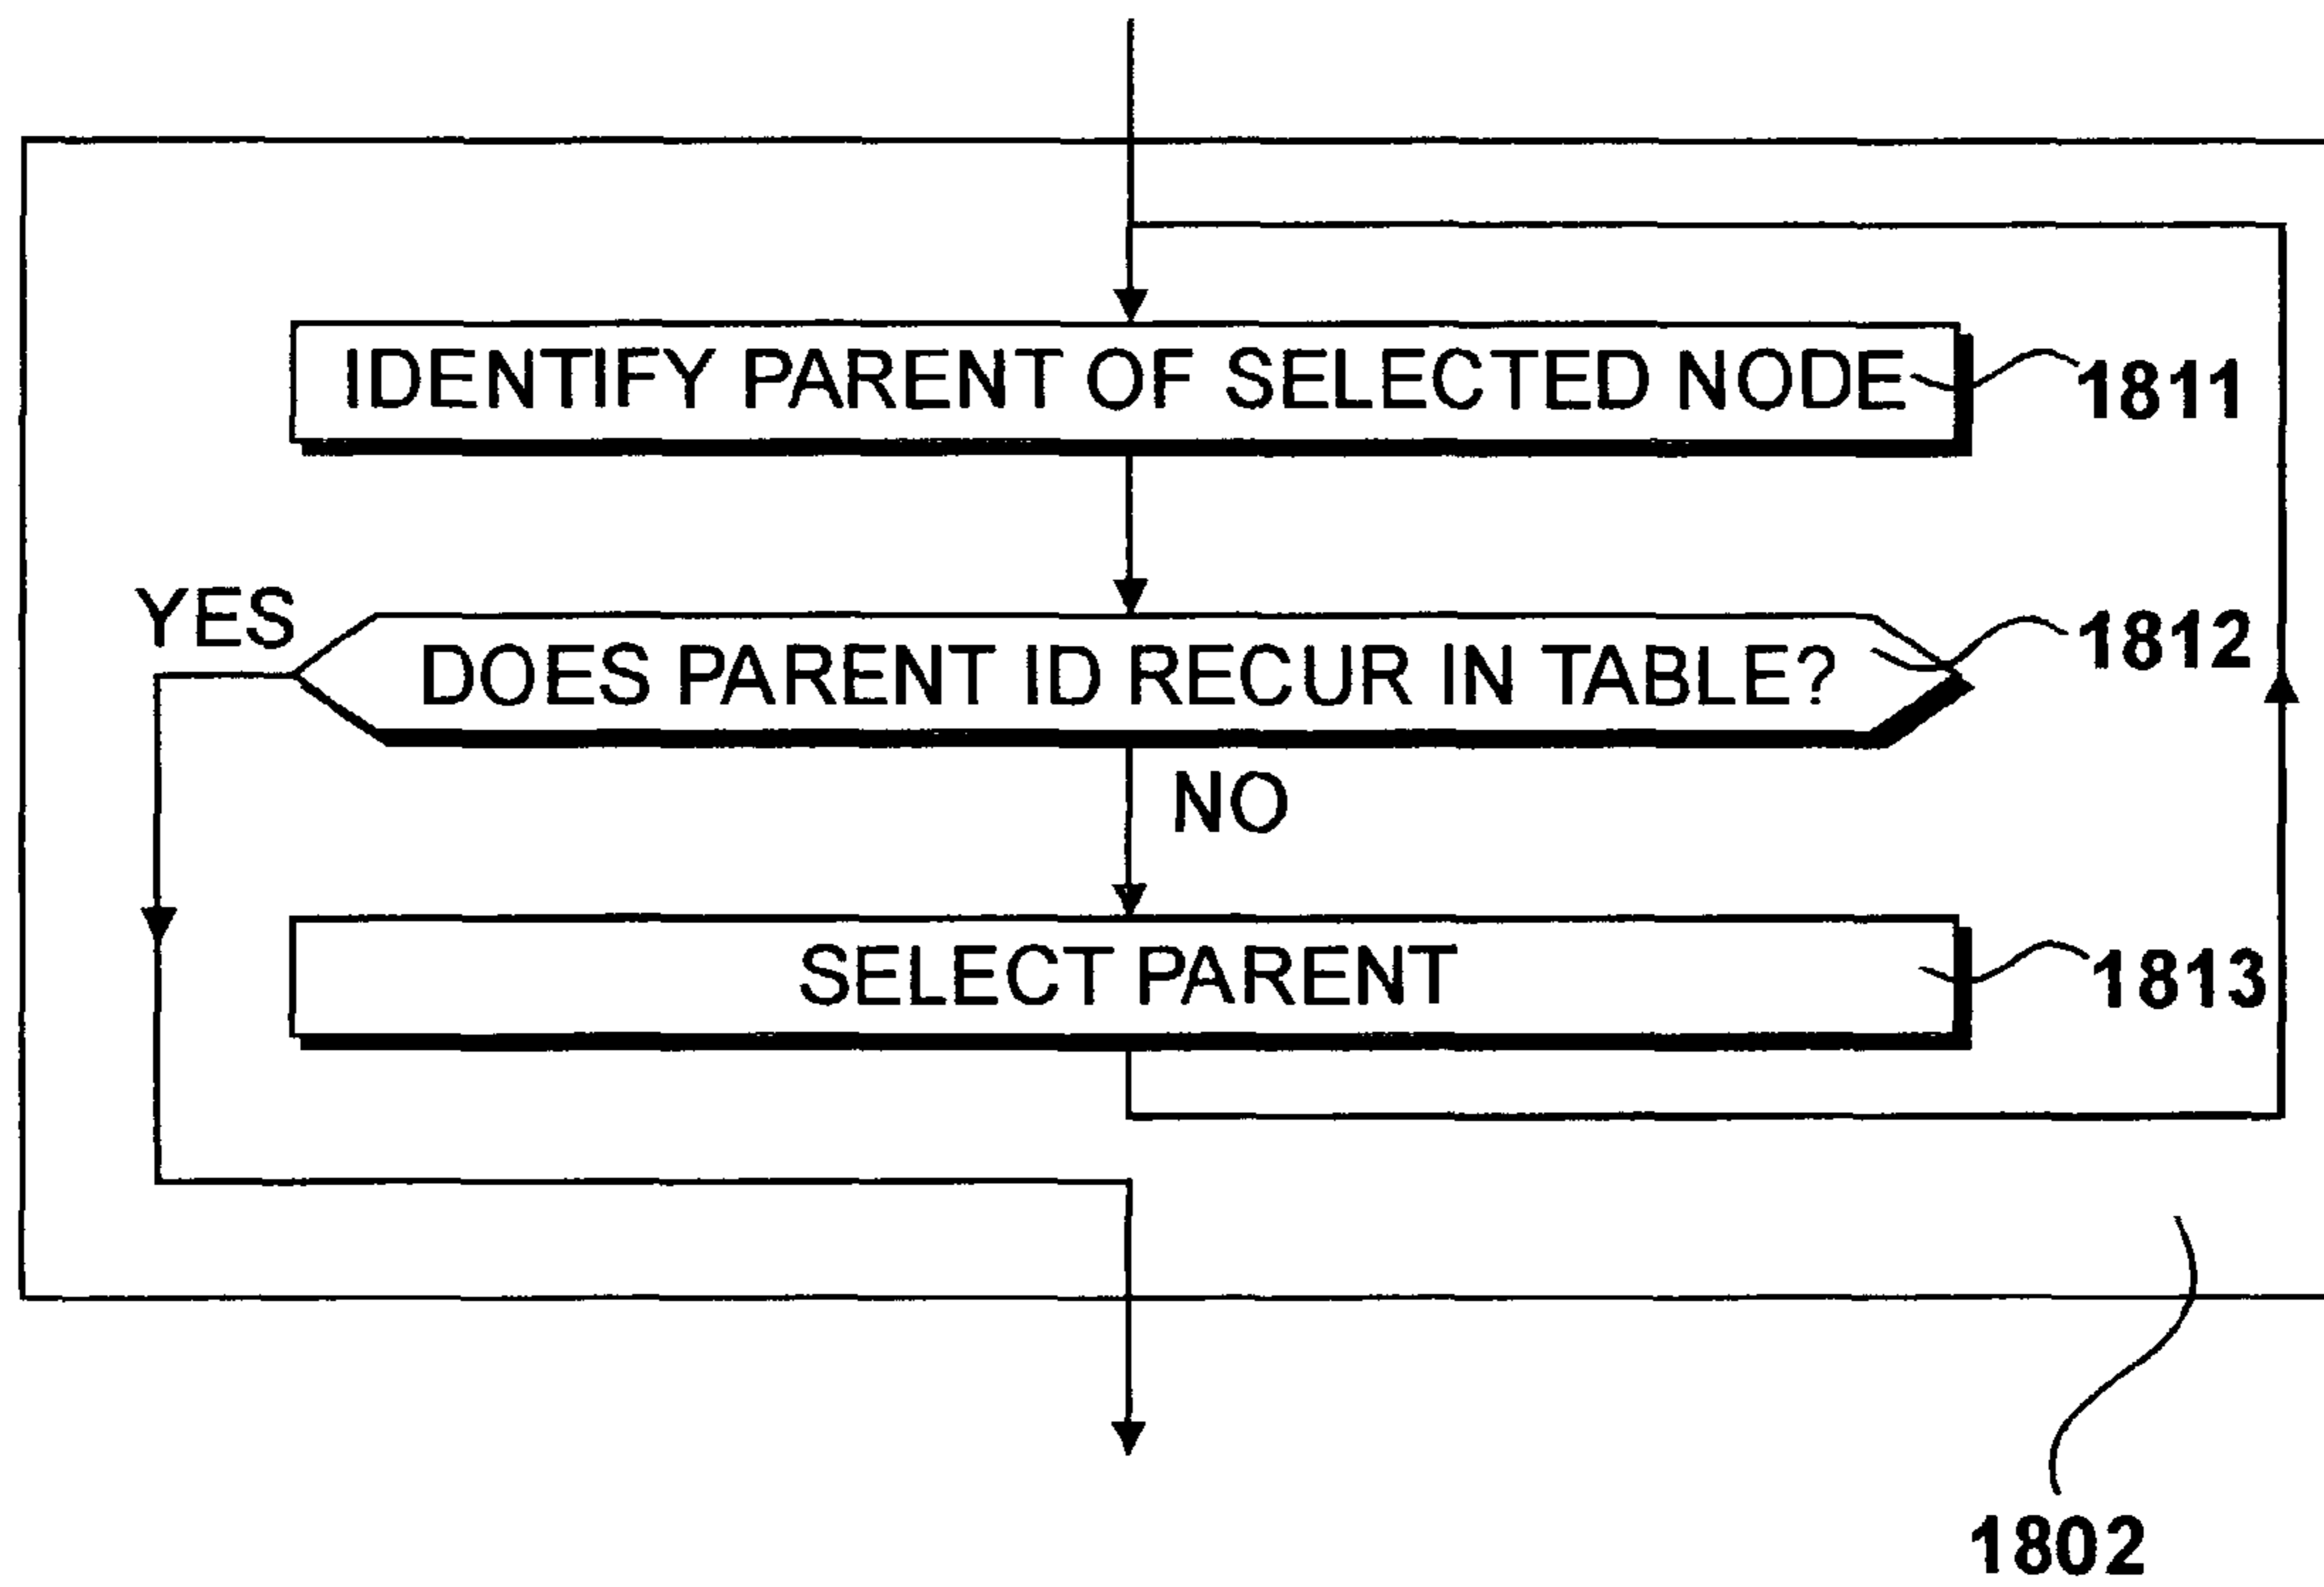 IDENTIFY PARENT OF SELECTED NODE
1811
YES
DOES PARENT ID RECUR IN TABLE?
1812
NO
SELECT PARENT
1813
1802